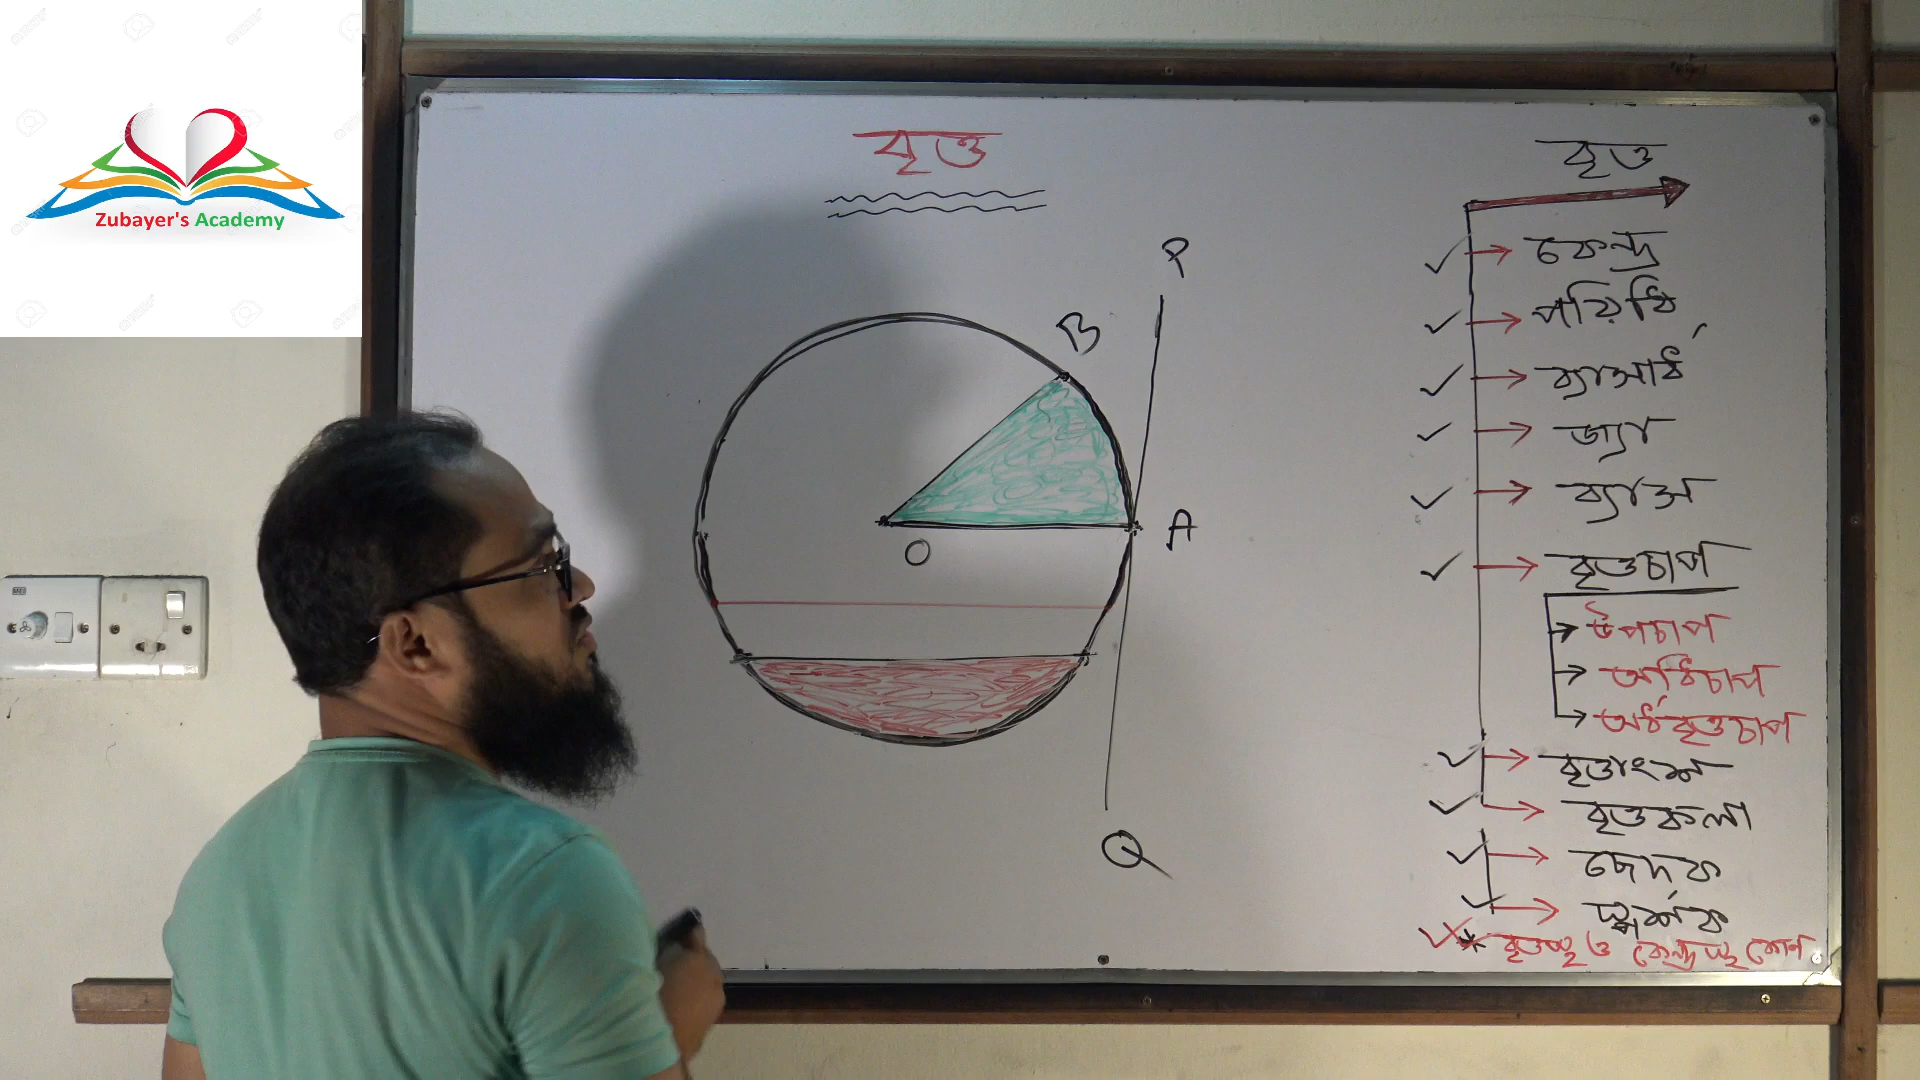 Zubayer's Academy
বৃত্ত
P
B
A
O
Q
বৃত্ত
কেন্দ্র
পরিধি
ব্যাসার্ধ
জ্যা
ব্যাস
বৃত্তচাপ
উপচাপ
অধিচাপ
অর্ধবৃত্তচাপ
বৃত্তাংশ
বৃত্তকলা
ছেদক
স্পর্শক
* বৃত্তস্থ ও কেন্দ্রস্থ কোণ